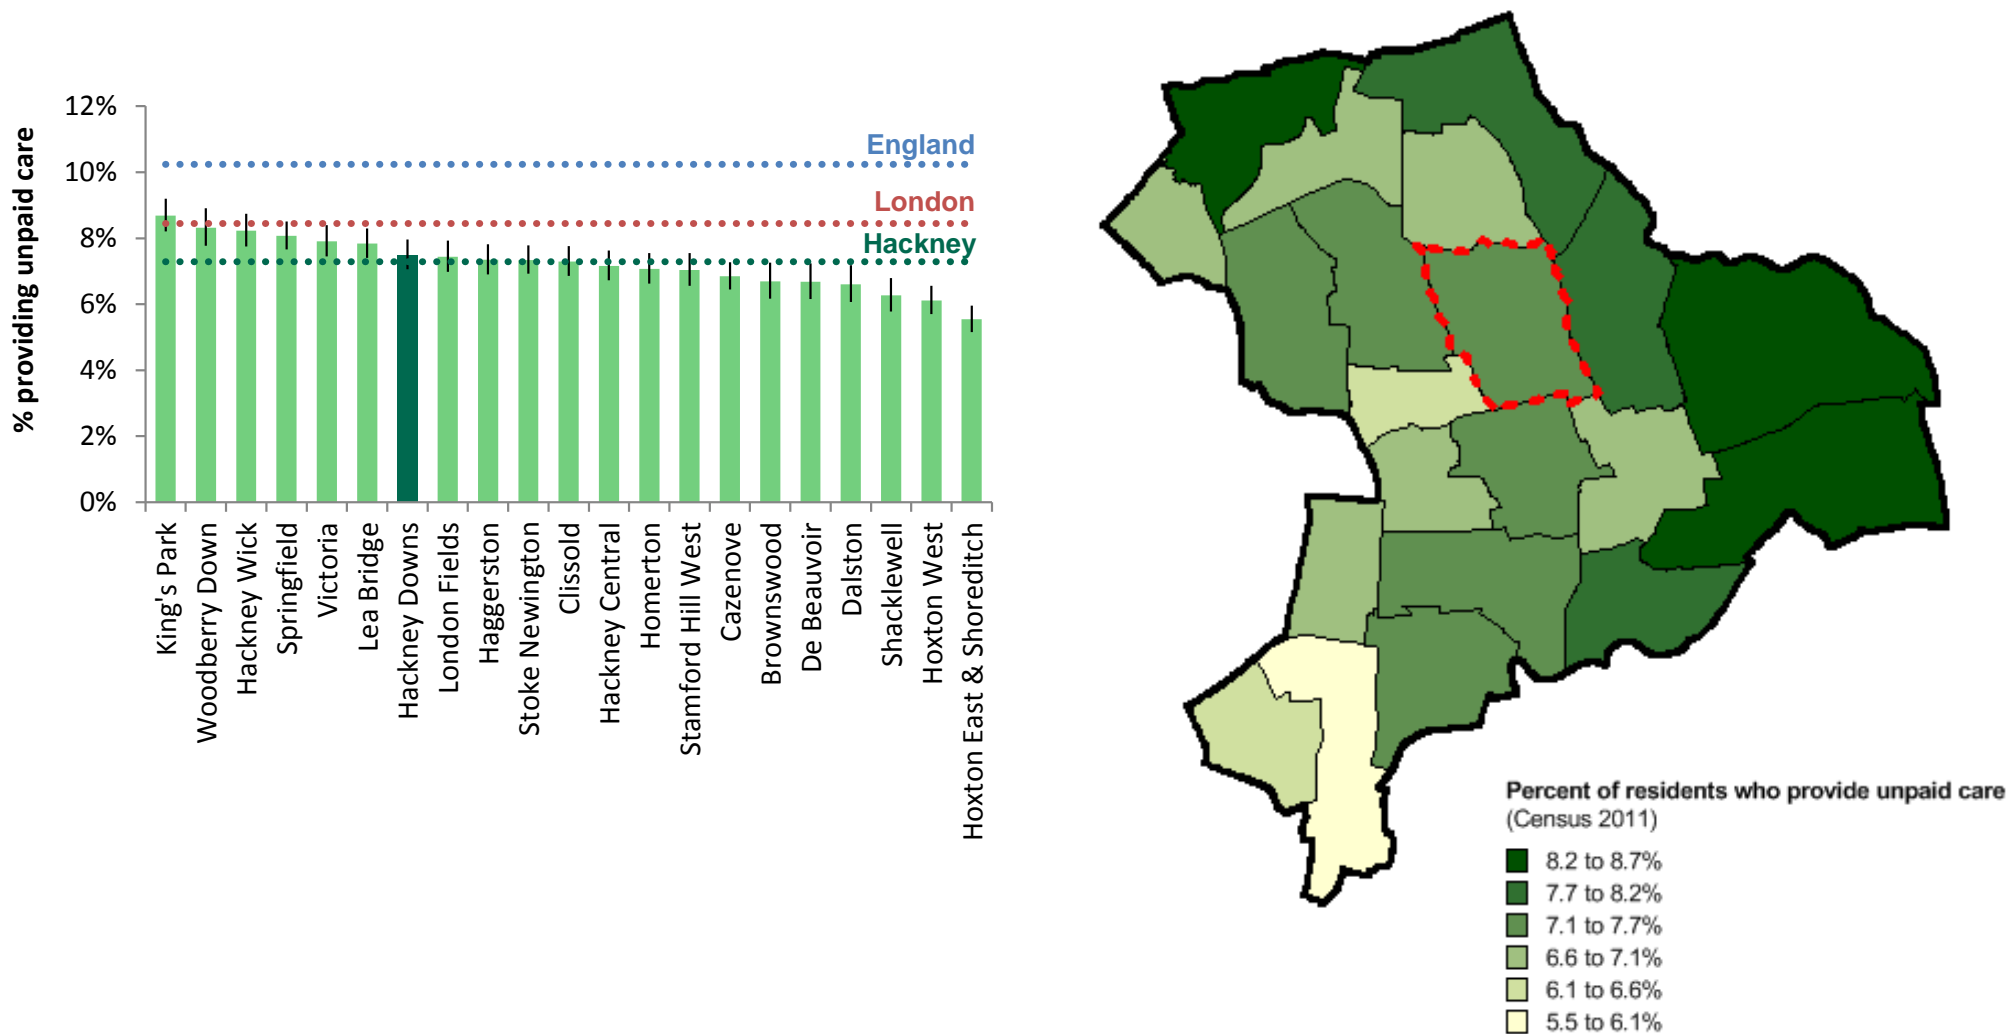 % providing unpaid care
12%
10%
8%
6%
4%
2%
0%
England
London
Hackney
King's Park
Woodberry Down
Hackney Wick
Springfield
Victoria
Lea Bridge
Hackney Downs
London Fields
Haggerston
Stoke Newington
Clissold
Hackney Central
Homerton
Stamford Hill West
Cazenove
Brownswood
De Beauvoir
Dalston
Shacklewell
Hoxton West
Hoxton East & Shoreditch
Percent of residents who provide unpaid care
(Census 2011)
8.2 to 8.7%
7.7 to 8.2%
7.1 to 7.7%
6.6 to 7.1%
6.1 to 6.6%
5.5 to 6.1%